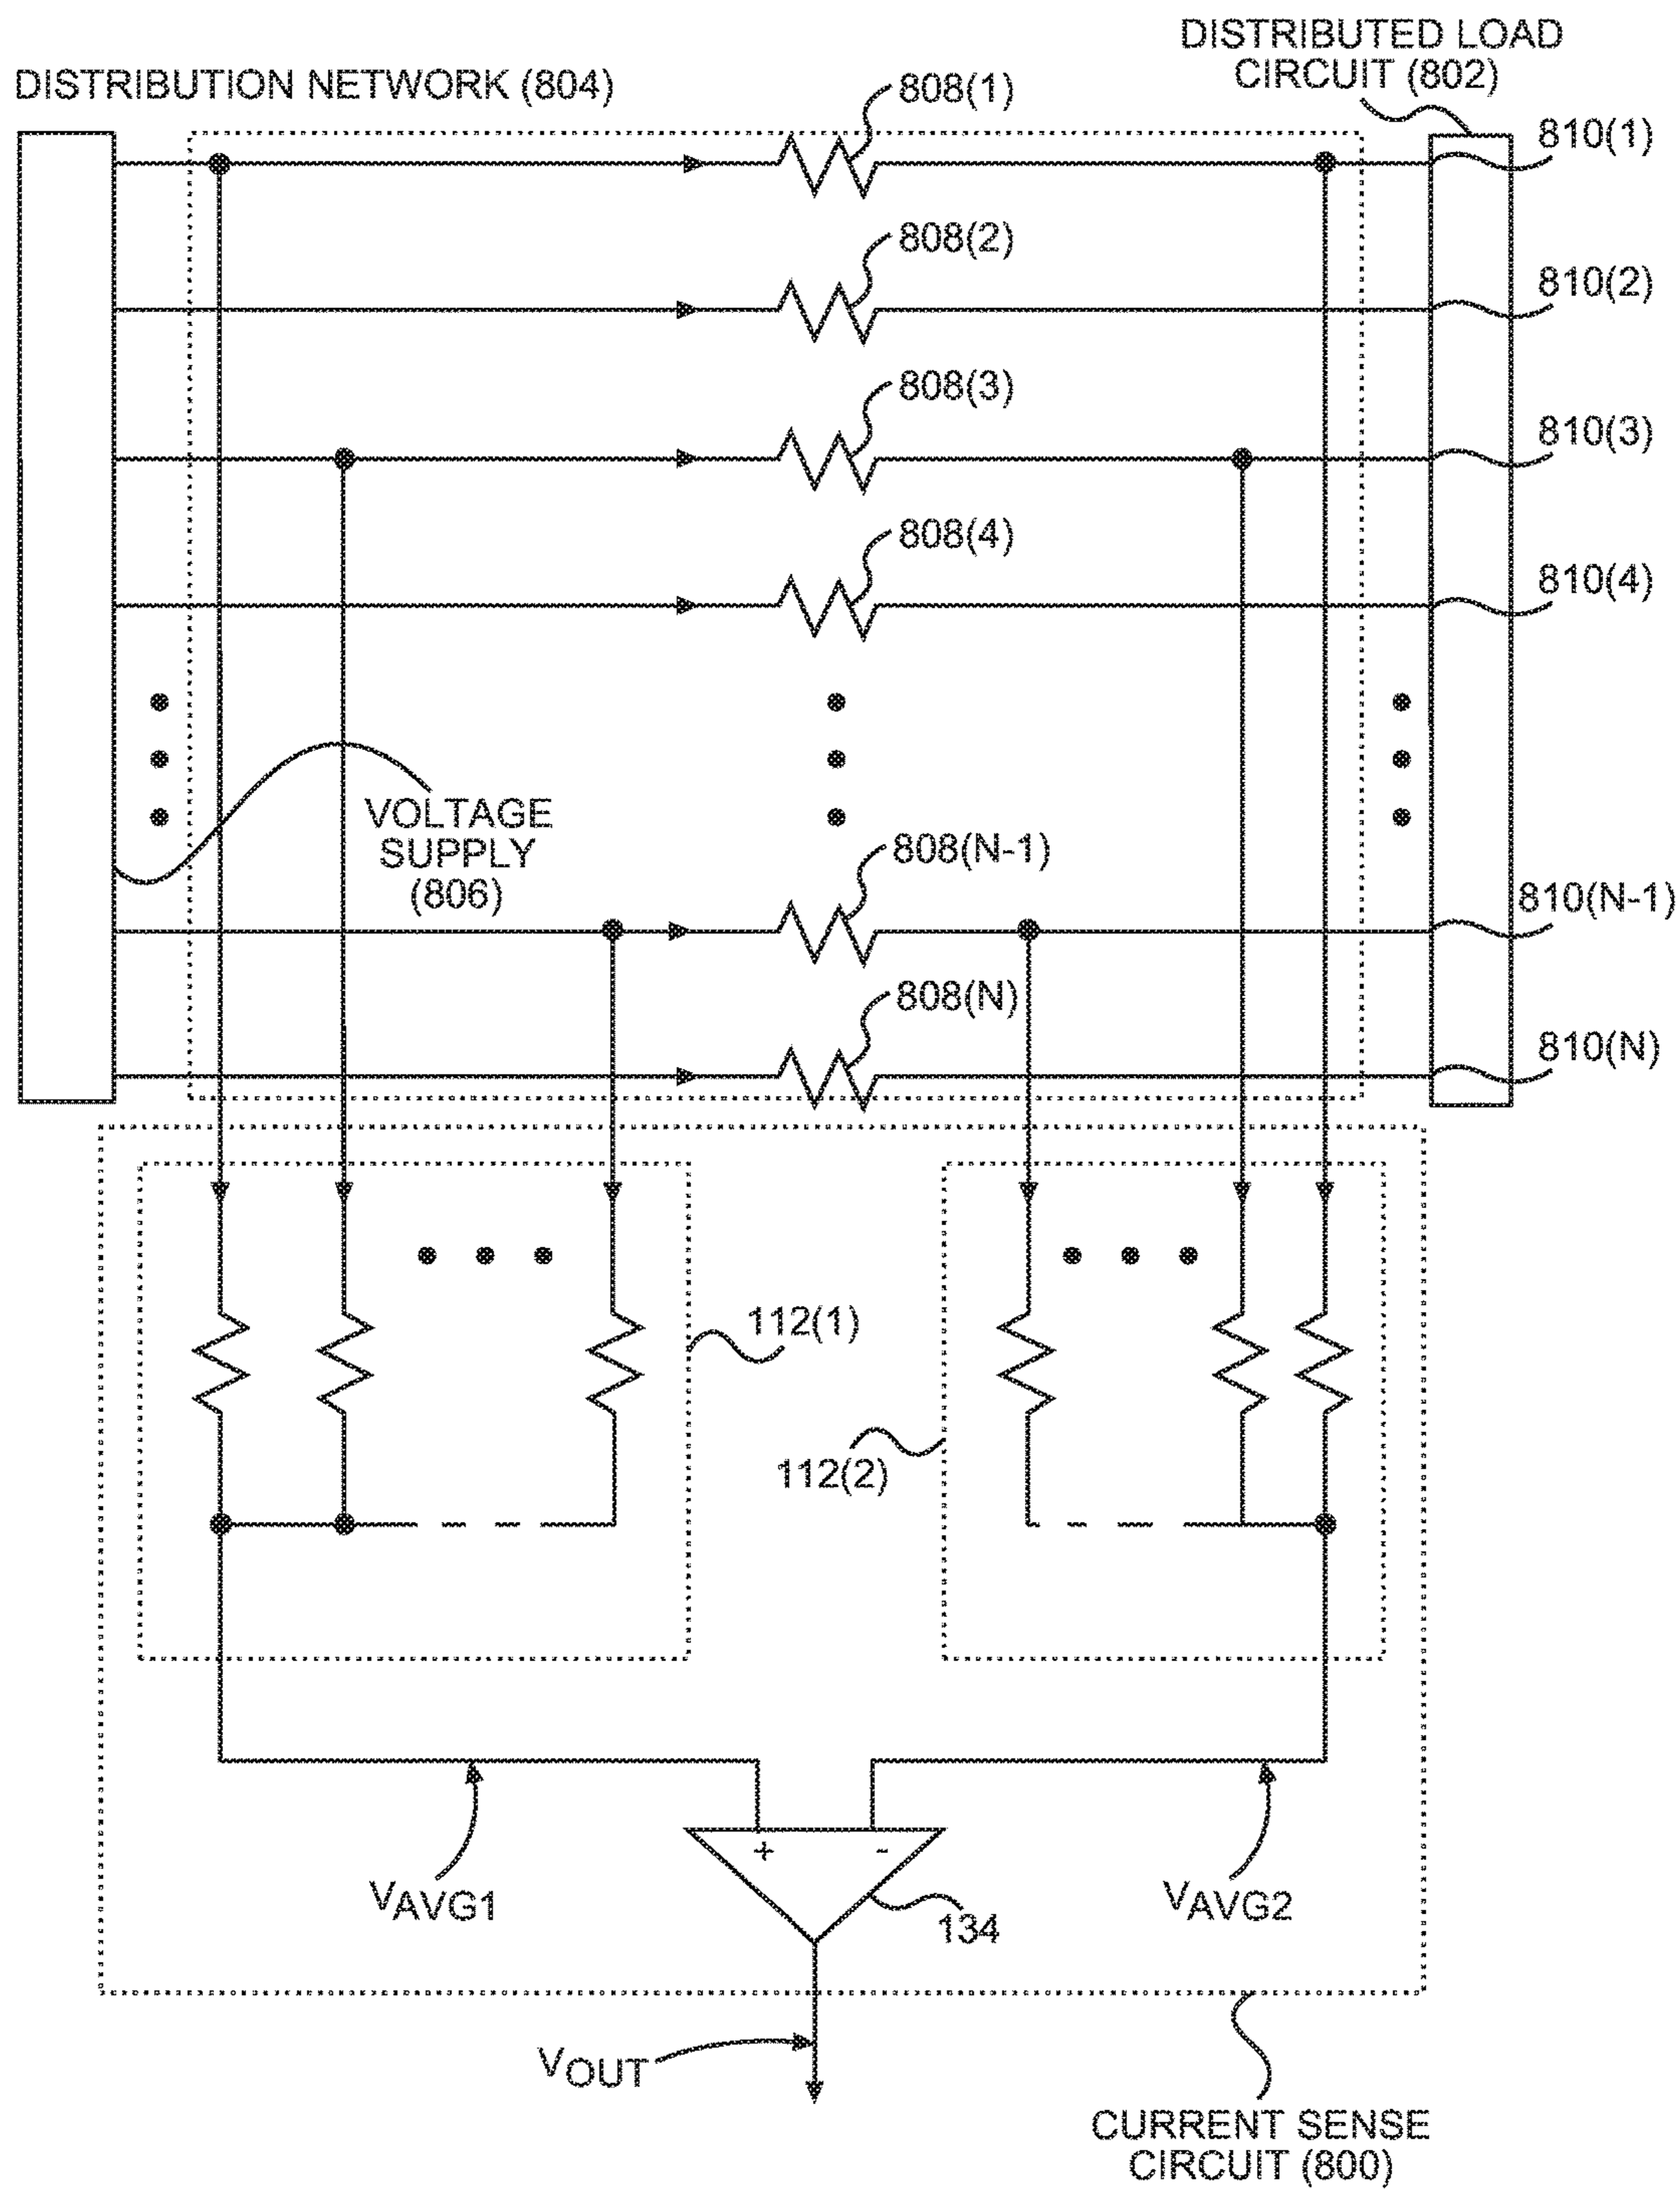 DISTRIBUTED LOAD
CIRCUIT (802)
DISTRIBUTION NETWORK (804)
808(1)
810(1)
808(2)
810(2)
808(3)
810(3)
808(4)
810(4)
VOLTAGE
SUPPLY
(806)
808(N-1)
810(N-1)
808(N)
810(N)
112(1)
112(2)
+ -
VAVG1
VAVG2
134
VOUT
CURRENT SENSE
CIRCUIT (800)